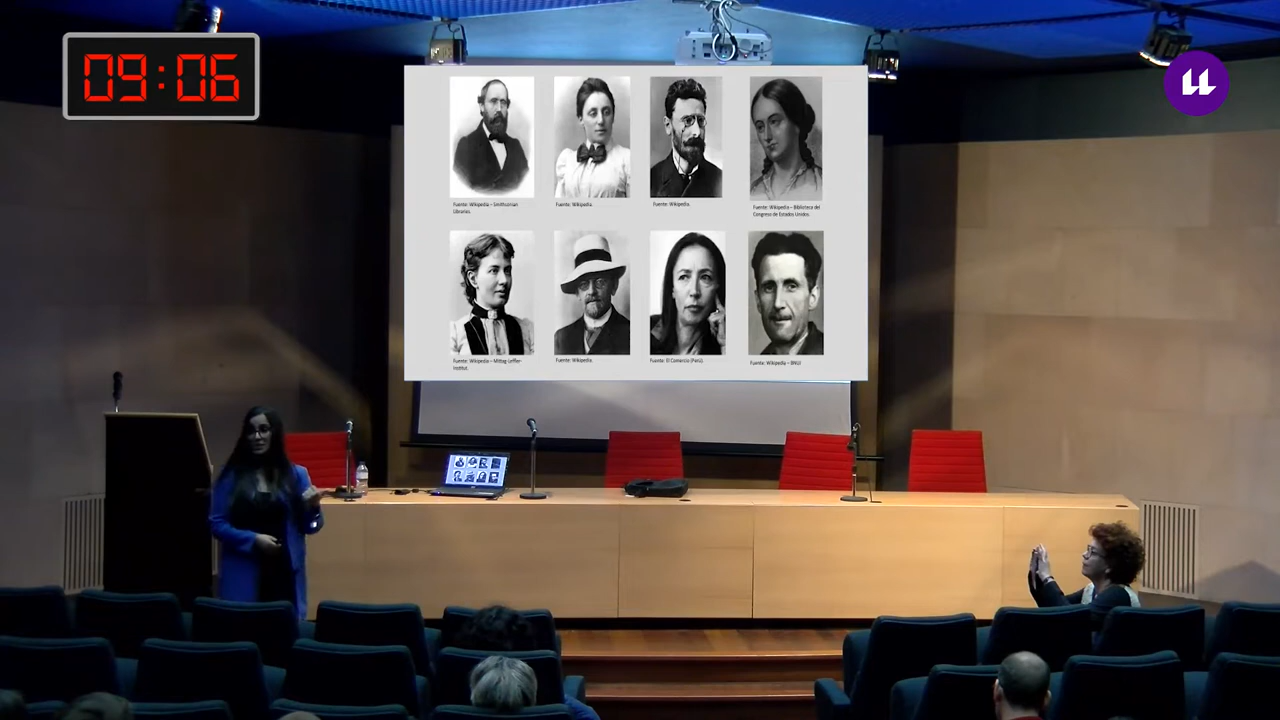 09:06
Fuente: Wikipedia – Smithsonian
Libraries.
Fuente: Wikipedia.
Fuente: Wikipedia.
Fuente: Wikipedia – Biblioteca del
Congreso de Estados Unidos.
Fuente: Wikipedia – Mittag-Leffler
Institut.
Fuente: Wikipedia.
Fuente: El Comercio (Perú).
Fuente: Wikipedia – BNUJ